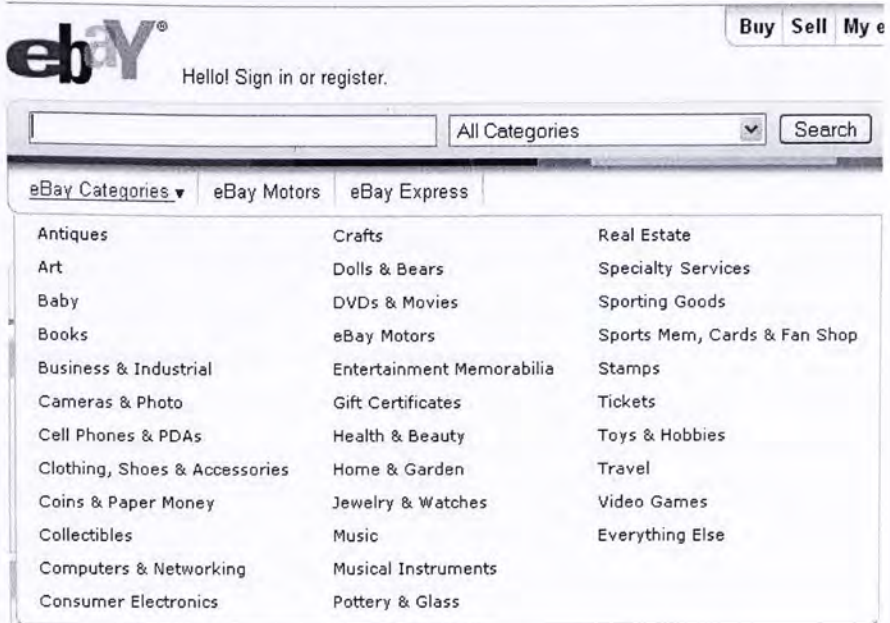 Buy Sell My e
ebaY®
Hello! Sign in or register.
All Categories Search
eBay Categories eBay Motors eBay Express
Antiques
Art
Baby
Books
Business & Industrial
Cameras & Photo
Cell Phones & PDAs
Clothing, Shoes & Accessories
Coins & Paper Money
Collectibles
Computers & Networking
Consumer Electronics
Crafts
Dolls & Bears
DVDs & Movies
eBay Motors
Entertainment Memorabilia
Gift Certificates
Health & Beauty
Home & Garden
Jewelry & Watches
Music
Musical Instruments
Pottery & Glass
Real Estate
Specialty Services
Sporting Goods
Sports Mem, Cards & Fan Shop
Stamps
Tickets
Toys & Hobbies
Travel
Video Games
Everything Else